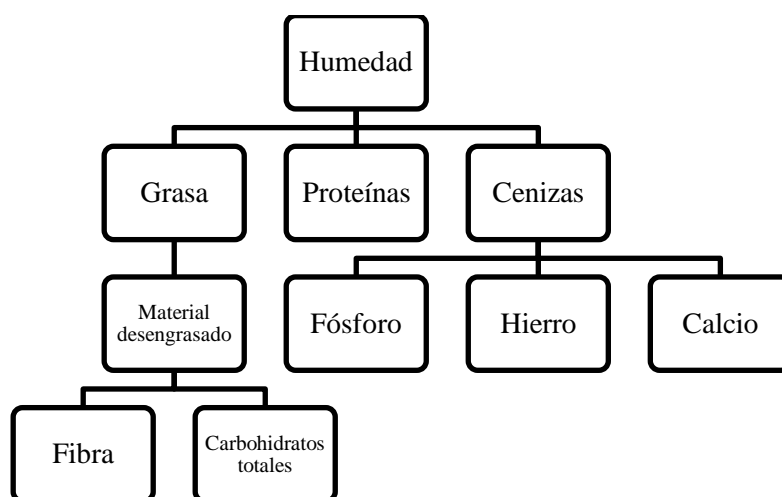 Humedad
Grasa
Proteínas
Cenizas
Material
desengrasado
Fósforo
Hierro
Calcio
Fibra
Carbohidratos
totales